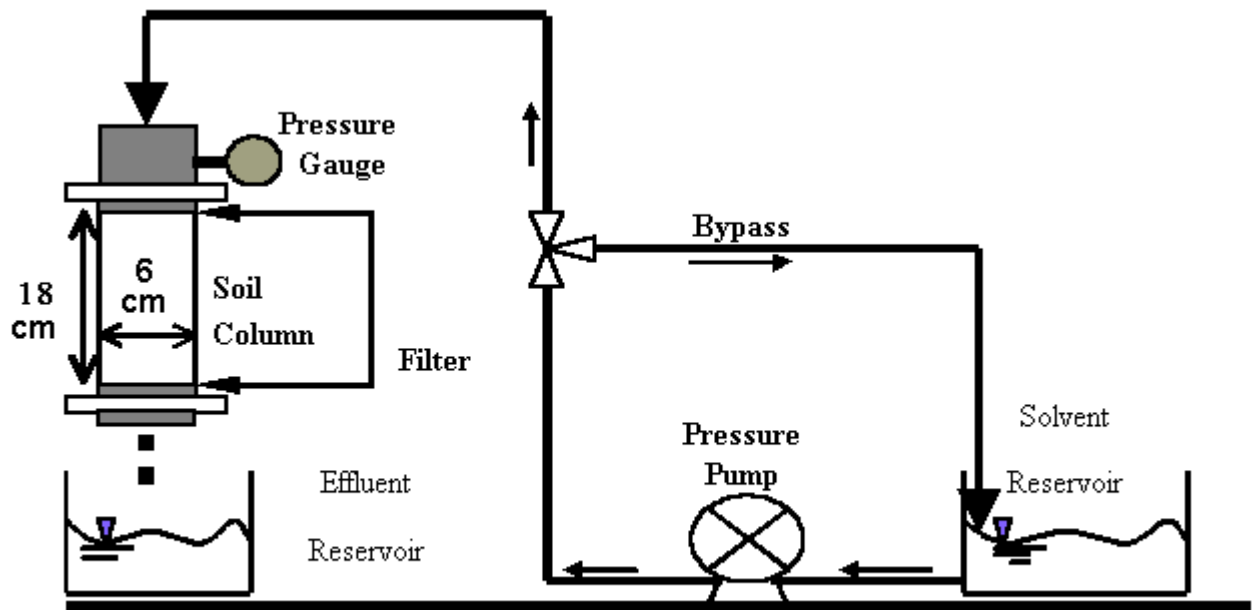 Pressure
Gauge
Bypass
6
cm
18
cm
Soil
Column
Filter
Solvent
Reservoir
Pressure
Pump
Effluent
Reservoir